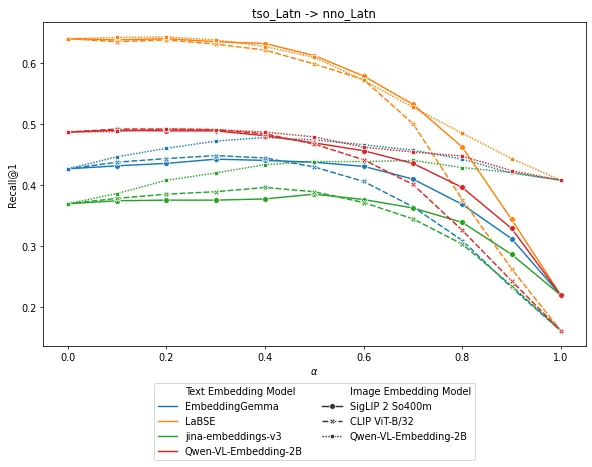 tso_Latn -> nno_Latn
Recall@1
0.6
0.5
0.4
0.3
0.2
0.0 0.2 0.4 0.6 0.8 1.0
α
Text Embedding Model Image Embedding Model
EmbeddingGemma SigLIP 2 So400m
LaBSE CLIP ViT-B/32
jina-embeddings-v3 Qwen-VL-Embedding-2B
Qwen-VL-Embedding-2B